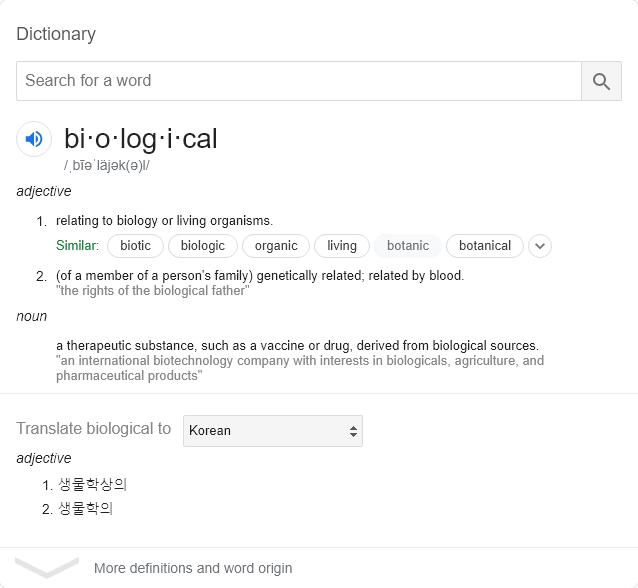 Dictionary
Search for a word
bi·o·log·i·cal
/ˌbīəˈläjək(ə)l/
adjective
1. relating to biology or living organisms.
Similar: biotic biologic organic living botanic botanical
2. (of a member of a person's family) genetically related; related by blood.
"the rights of the biological father"
noun
a therapeutic substance, such as a vaccine or drug, derived from biological sources.
"an international biotechnology company with interests in biologicals, agriculture, and
pharmaceutical products"
Translate biological to Korean
adjective
1. 생물학상의
2. 생물학의
More definitions and word origin